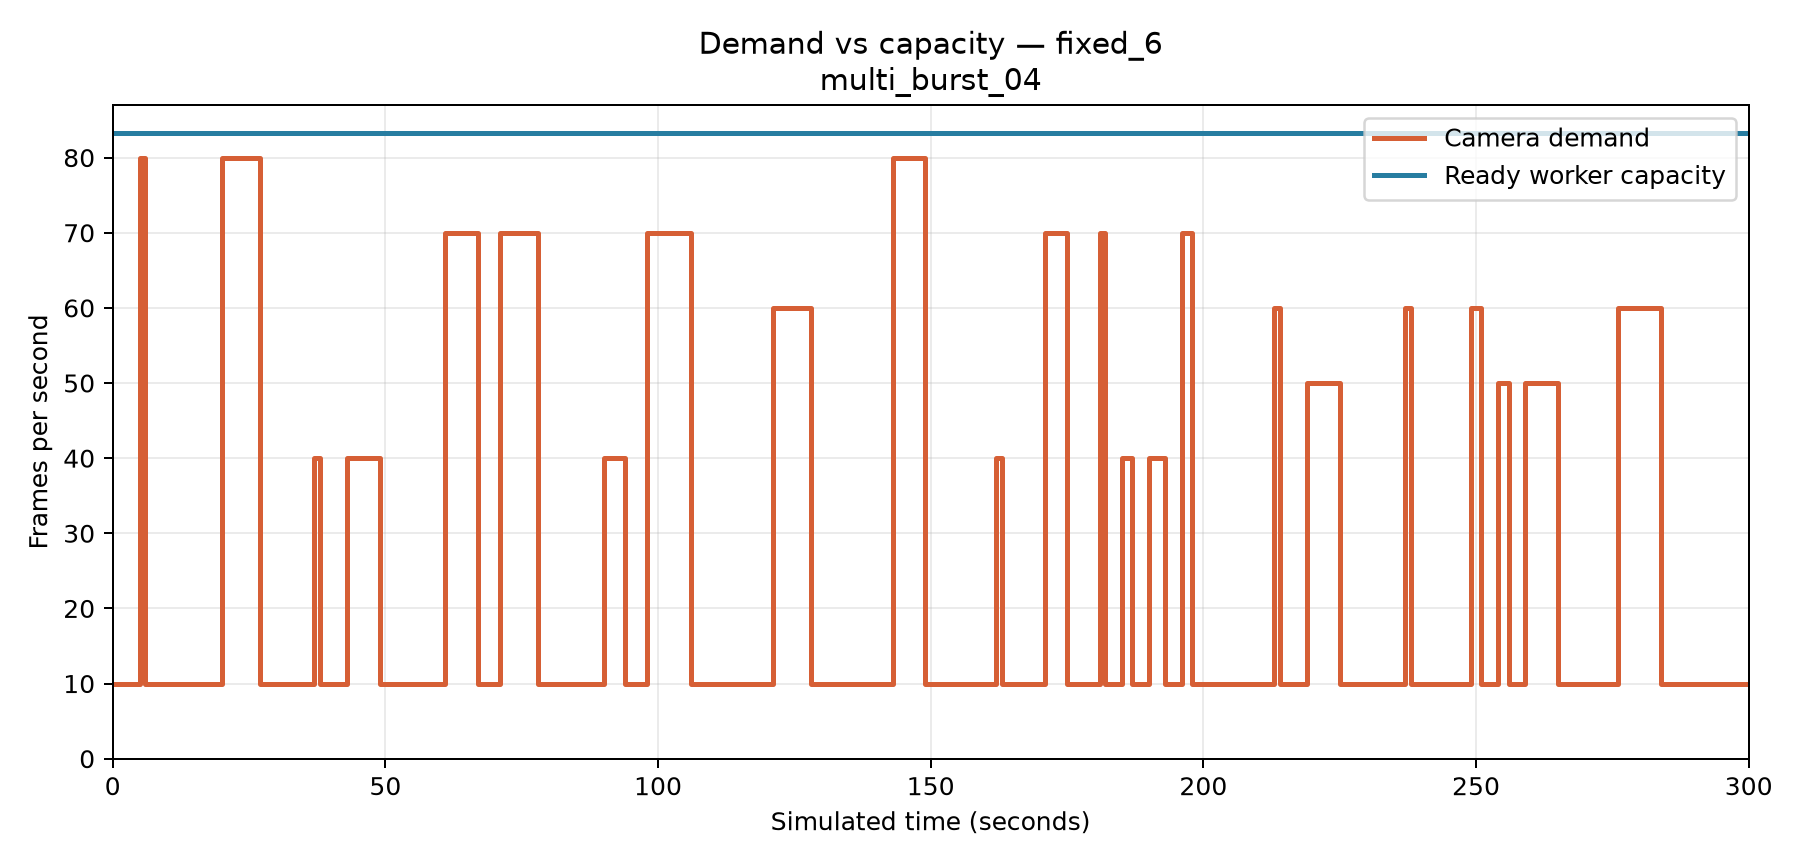 Demand vs capacity — fixed_6
multi_burst_04
Camera demand
Ready worker capacity
Frames per second
80
70
60
50
40
30
20
10
0
0 50 100 150 200 250 300
Simulated time (seconds)